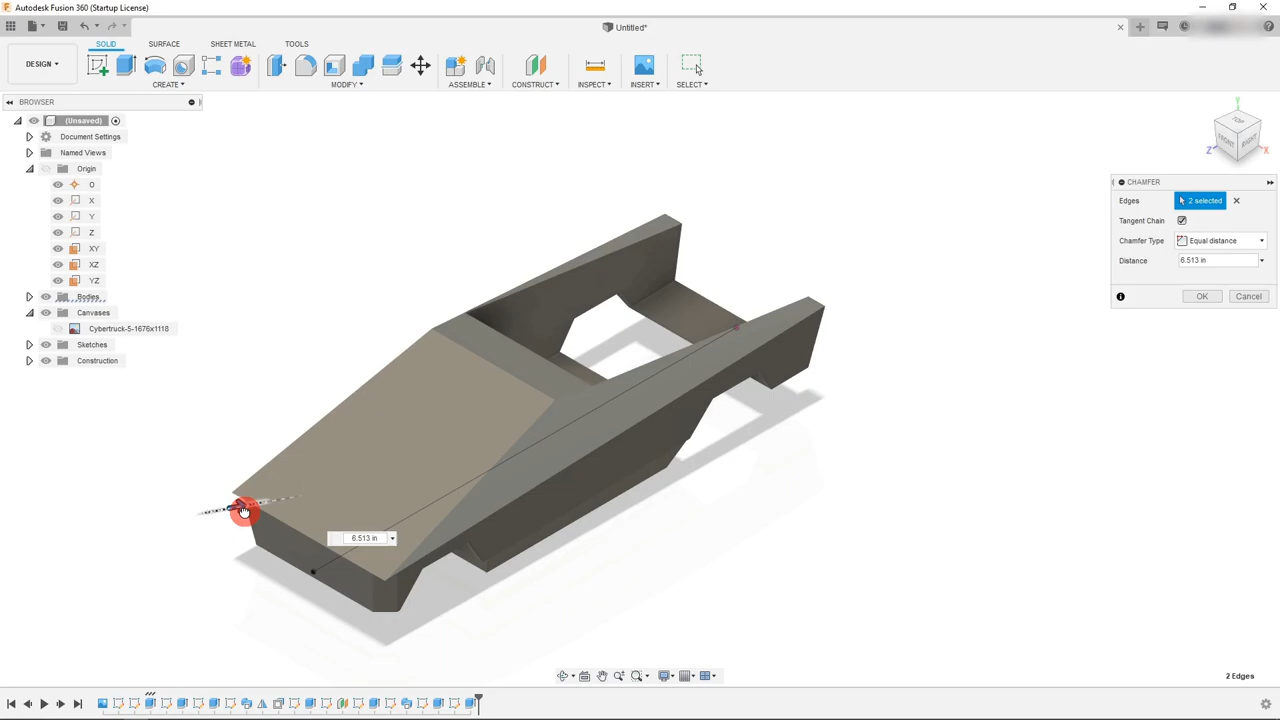 Autodesk Fusion 360 (Startup License)
Untitled*
SOLID SURFACE SHEET METAL TOOLS
DESIGN
CREATE MODIFY ASSEMBLE CONSTRUCT INSPECT INSERT SELECT
BROWSER
(Unsaved)
Document Settings
Named Views
Origin
O
X
Y
Z
XY
XZ
YZ
Bodies
Canvases
Cybertruck-5-1676x1118
Sketches
Construction
Y
TOP
FRONT
RIGHT
Z
X
CHAMFER
Edges 2 selected
Tangent Chain
Chamfer Type Equal distance
Distance 6.513 in
OK Cancel
6.513 in
2 Edges